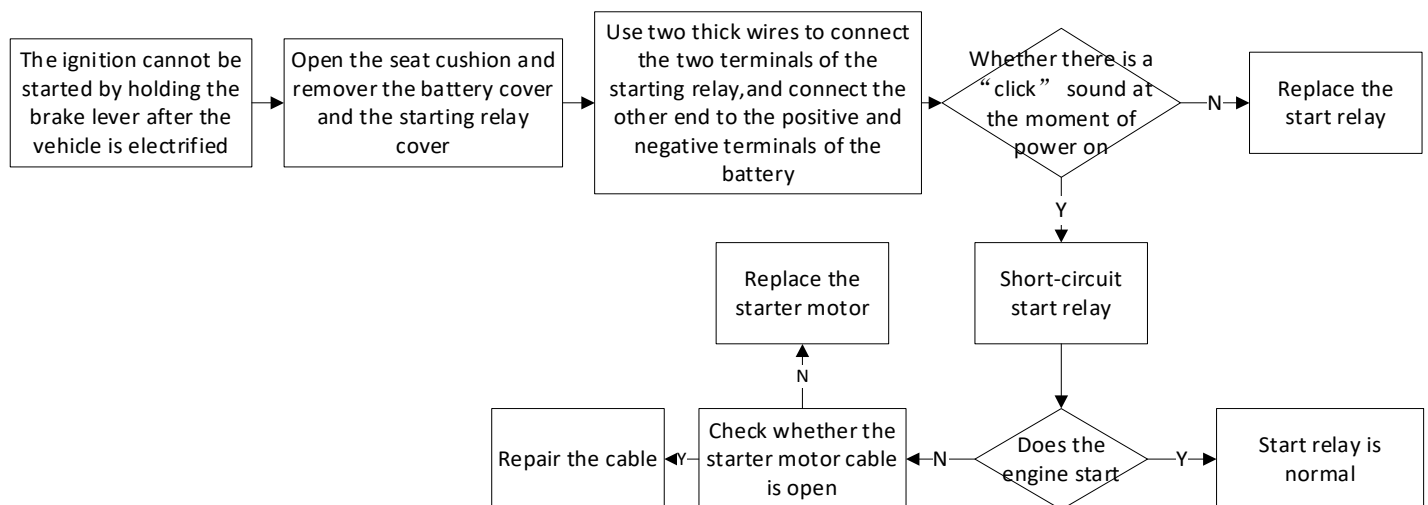 The ignition cannot be
started by holding the
brake lever after the
vehicle is electrified
Open the seat cushion and
remover the battery cover
and the starting relay
cover
Use two thick wires to connect
the two terminals of the
starting relay,and connect the
other end to the positive and
negative terminals of the
battery
Whether there is a
“click” sound at
the moment of
power on
N
Replace the
start relay
Y
Short-circuit
start relay
Does the
engine start
Y
Start relay is
normal
N
Check whether the
starter motor cable
is open
N
Replace the
starter motor
Y
Repair the cable